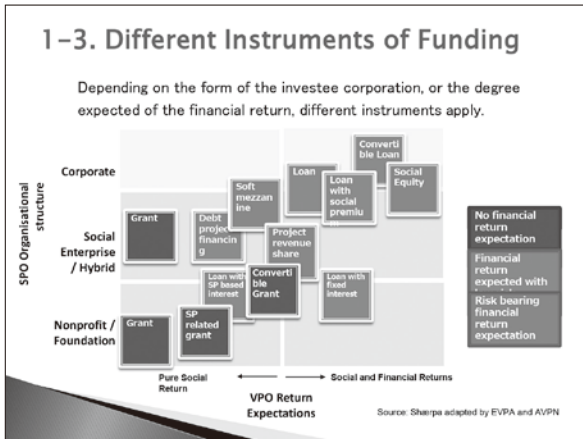 1-3. Different Instruments of Funding
Depending on the form of the investee corporation, or the degree
expected of the financial return, different instruments apply.
SPO Organisational
structure
Corporate
Social
Enterprise
/ Hybrid
Nonprofit /
Foundation
Converti
ble Loan
Loan
Loan
with
social
premiu
m
Social
Equity
Soft
mezzan
ine
Grant
Debt
project
financin
g
Project
revenue
share
Loan with
SP based
interest
Converti
ble
Grant
Loan with
fixed
interest
Grant
SP
related
grant
No financial
return
expectation
Financial
return
expected with
Risk bearing
financial
return
expectation
Pure Social
Return
Social and Financial Returns
VPO Return
Expectations
Source: Shærpa adapted by EVPA and AVPN